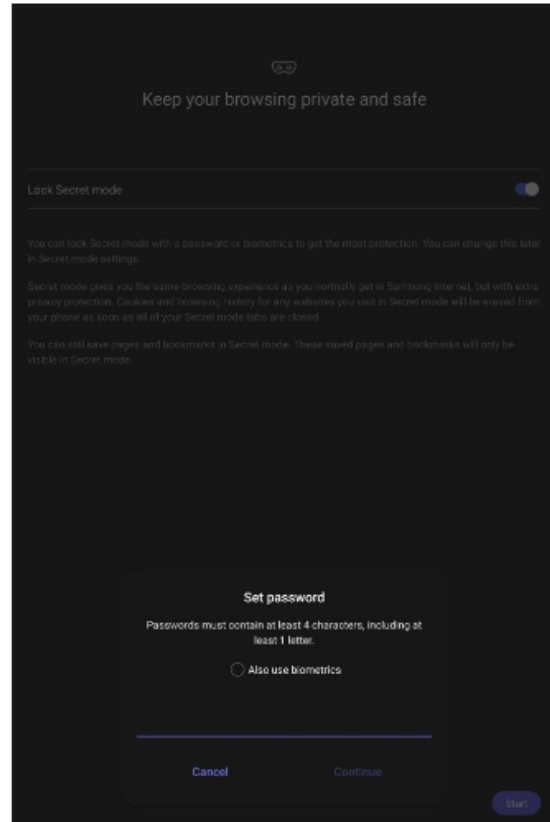 Keep your browsing private and safe
Lock Secret mode
You can lock Secret mode with a password or biometrics to get the most protection. You can change this later
in Secret mode settings.
Secret mode gives you the same browsing experience as you normally get in Samsung Internet, but with extra
privacy protection. Cookies and browsing history for any websites you visit in Secret mode will be erased from
your phone as soon as all of your Secret mode tabs are closed.
You can still save pages and bookmarks in Secret mode. These saved pages and bookmarks will only be
visible in Secret mode.
Set password
Passwords must contain at least 4 characters, including at
least 1 letter.
Also use biometrics
Cancel
Continue
Start